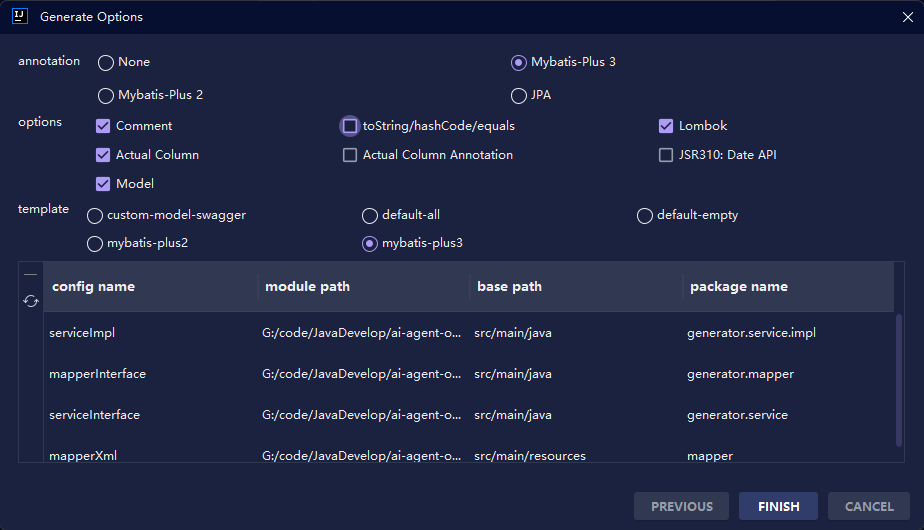 IJ Generate Options
annotation None Mybatis-Plus 3
Mybatis-Plus 2 JPA
options Comment toString/hashCode/equals Lombok
Actual Column Actual Column Annotation JSR310: Date API
Model
template custom-model-swagger default-all default-empty
mybatis-plus2 mybatis-plus3
config name module path base path package name
serviceImpl G:/code/JavaDevelop/ai-agent-o... src/main/java generator.service.impl
mapperInterface G:/code/JavaDevelop/ai-agent-o... src/main/java generator.mapper
serviceInterface G:/code/JavaDevelop/ai-agent-o... src/main/java generator.service
mapperXml G:/code/JavaDevelop/ai-agent-o... src/main/resources mapper
PREVIOUS FINISH CANCEL